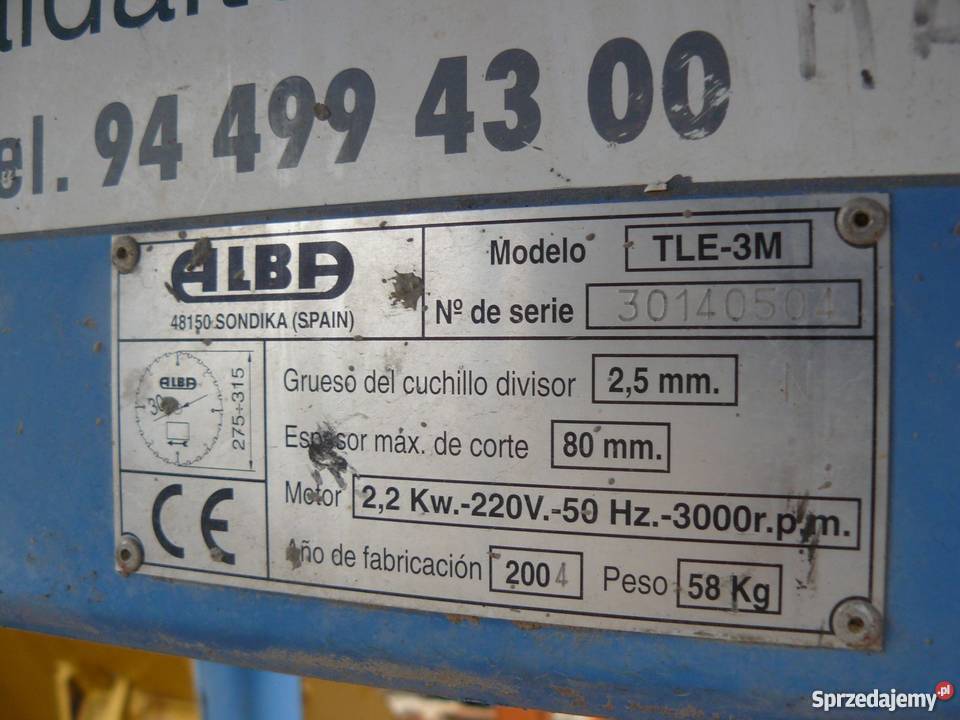 el. 94 499 43 00
ALBA
48150 SONDIKA (SPAIN)
Modelo TLE-3M
Nº de serie 30140504
ALBA
30
275÷315
Grueso del cuchillo divisor 2,5 mm.
Espesor máx. de corte 80 mm.
Motor 2,2 Kw.-220V.-50 Hz.-3000r.p.m.
CE
Año de fabricación 2004 Peso 58 Kg
Sprzedajemy.pl